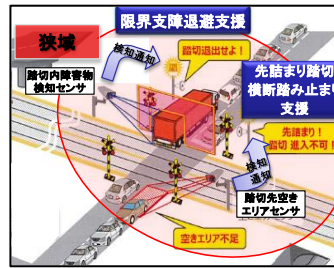 限界支障退避支援
狭域
検知通知
踏切退出せよ！
踏切内障害物
検知センサ
先詰まり踏切
横断踏み止まり
支援
先詰まり！
踏切 進入不可！
検知
通知
踏切先空き
エリアセンサ
空きエリア不足